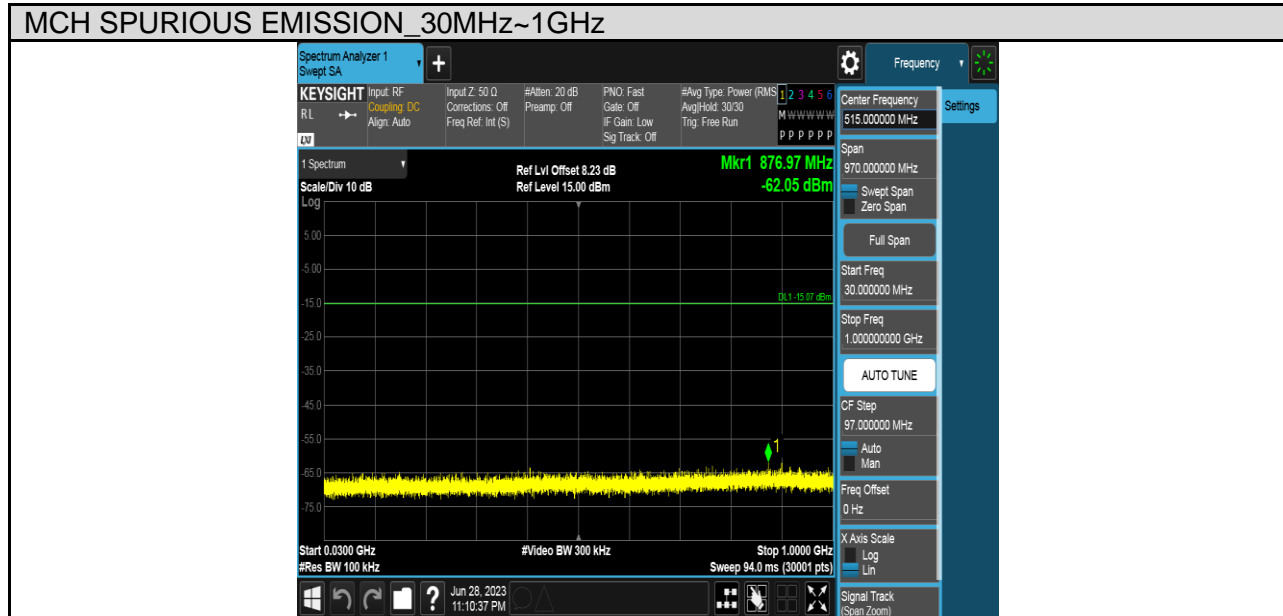 MCH SPURIOUS EMISSION_30MHz~1GHz
Spectrum Analyzer 1
Swept SA
+
Frequency
KEYSIGHT
RL
LXI
Input: RF
Coupling: DC
Align: Auto
Input Z: 50 Ω
Corrections: Off
Freq Ref: Int (S)
#Atten: 20 dB
Preamp: Off
PNO: Fast
Gate: Off
IF Gain: Low
Sig Track: Off
#Avg Type: Power (RMS
Avg|Hold: 30/30
Trig: Free Run
1 2 3 4 5 6
M W W W W W
P P P P P P
1 Spectrum
Scale/Div 10 dB
Log
Ref Lvl Offset 8.23 dB
Ref Level 15.00 dBm
Mkr1 876.97 MHz
-62.05 dBm
5.00
-5.00
-15.0
DL1 -15.07 dBm
-25.0
-35.0
-45.0
-55.0
1
-65.0
-75.0
Start 0.0300 GHz
#Res BW 100 kHz
#Video BW 300 kHz
Stop 1.0000 GHz
Sweep 94.0 ms (30001 pts)
?
Jun 28, 2023
11:10:37 PM
Center Frequency
515.000000 MHz
Settings
Span
970.000000 MHz
Swept Span
Zero Span
Full Span
Start Freq
30.000000 MHz
Stop Freq
1.000000000 GHz
AUTO TUNE
CF Step
97.000000 MHz
Auto
Man
Freq Offset
0 Hz
X Axis Scale
Log
Lin
Signal Track
(Span Zoom)